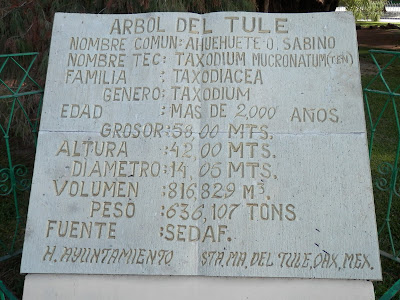 ARBOL DEL TULE
NOMBRE COMUN: AHUEHUETE O SABINO
NOMBRE TEC: TAXODIUM MUCRONATUM (TEN)
FAMILIA : TAXODIACEA
GENERO: TAXODIUM
EDAD : MAS DE 2,000 AÑOS.
GROSOR: 58,00 MTS.
ALTURA : 42,00 MTS.
-DIAMETRO: 14,05 MTS.
VOLUMEN : 816,829 M³.
PESO : 636,107 TONS.
FUENTE : SEDAF.
H. AYUNTAMIENTO STA. MA. DEL TULE, OAX, MEX.